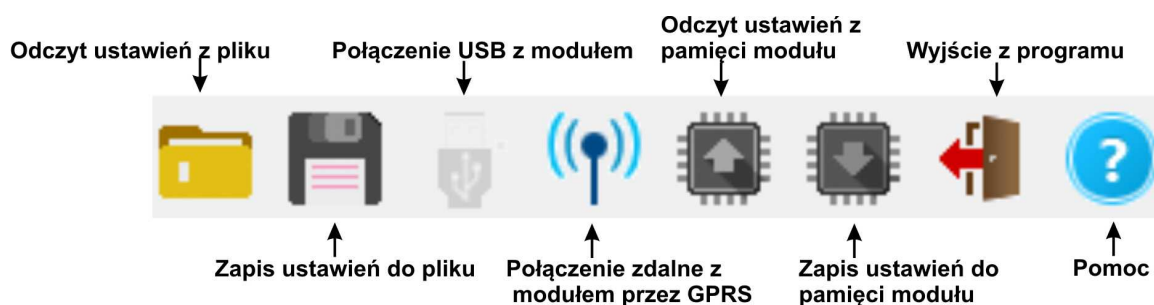 Odczyt ustawień z pliku
Połączenie USB z modułem
Odczyt ustawień z
pamięci modułu
Wyjście z programu
?
Zapis ustawień do pliku
Połączenie zdalne z
modułem przez GPRS
Zapis ustawień do
pamięci modułu
Pomoc